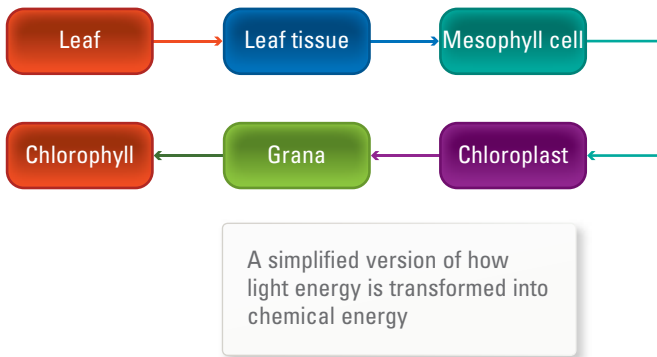 Leaf
Leaf tissue
Mesophyll cell
Chlorophyll
Grana
Chloroplast
A simplified version of how
light energy is transformed into
chemical energy